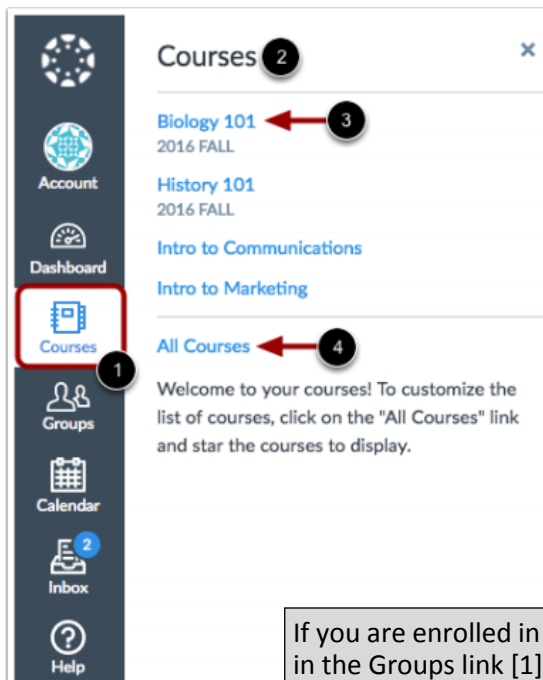 Account
Dashboard
Courses
1
Groups
Calendar
2
Inbox
Help
Courses 2
×
Biology 101 3
2016 FALL
History 101
2016 FALL
Intro to Communications
Intro to Marketing
All Courses 4
Welcome to your courses! To customize the
list of courses, click on the "All Courses" link
and star the courses to display.
If you are enrolled in
in the Groups link [1]